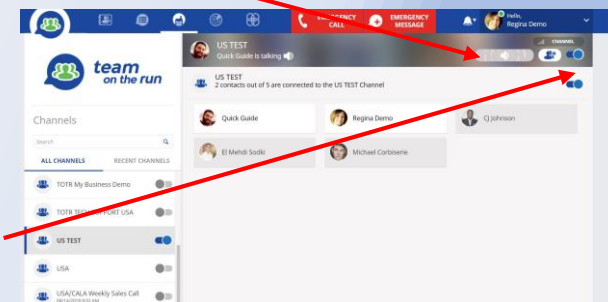 EMERGENCY
CALL
EMERGENCY
MESSAGE
Hello,
Regina Demo
team
on the run
US TEST
Quick Guide is talking
CHANNEL
US TEST
2 contacts out of 5 are connected to the US TEST Channel
Channels
Search
ALL CHANNELS
RECENT CHANNELS
Quick Guide
Regina Demo
CJ Johnson
El Mehdi Sodki
Michael Corbiserie
TOTR My Business Demo
US TEST
USA
USA/CALA Weekly Sales Call